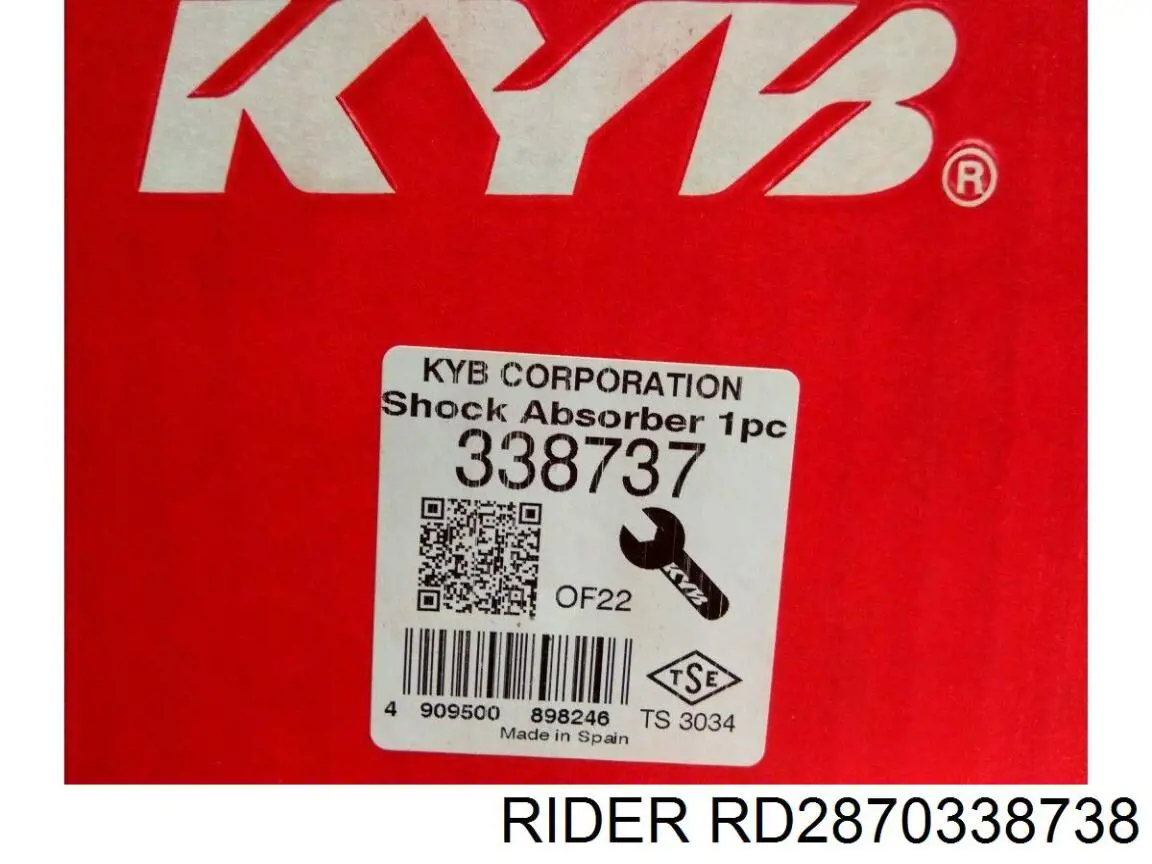 KYB®
KYB CORPORATION
Shock Absorber 1pc
338737
KYB
OF22
TSE
4 909500 898246
TS 3034
Made in Spain
RIDER RD2870338738